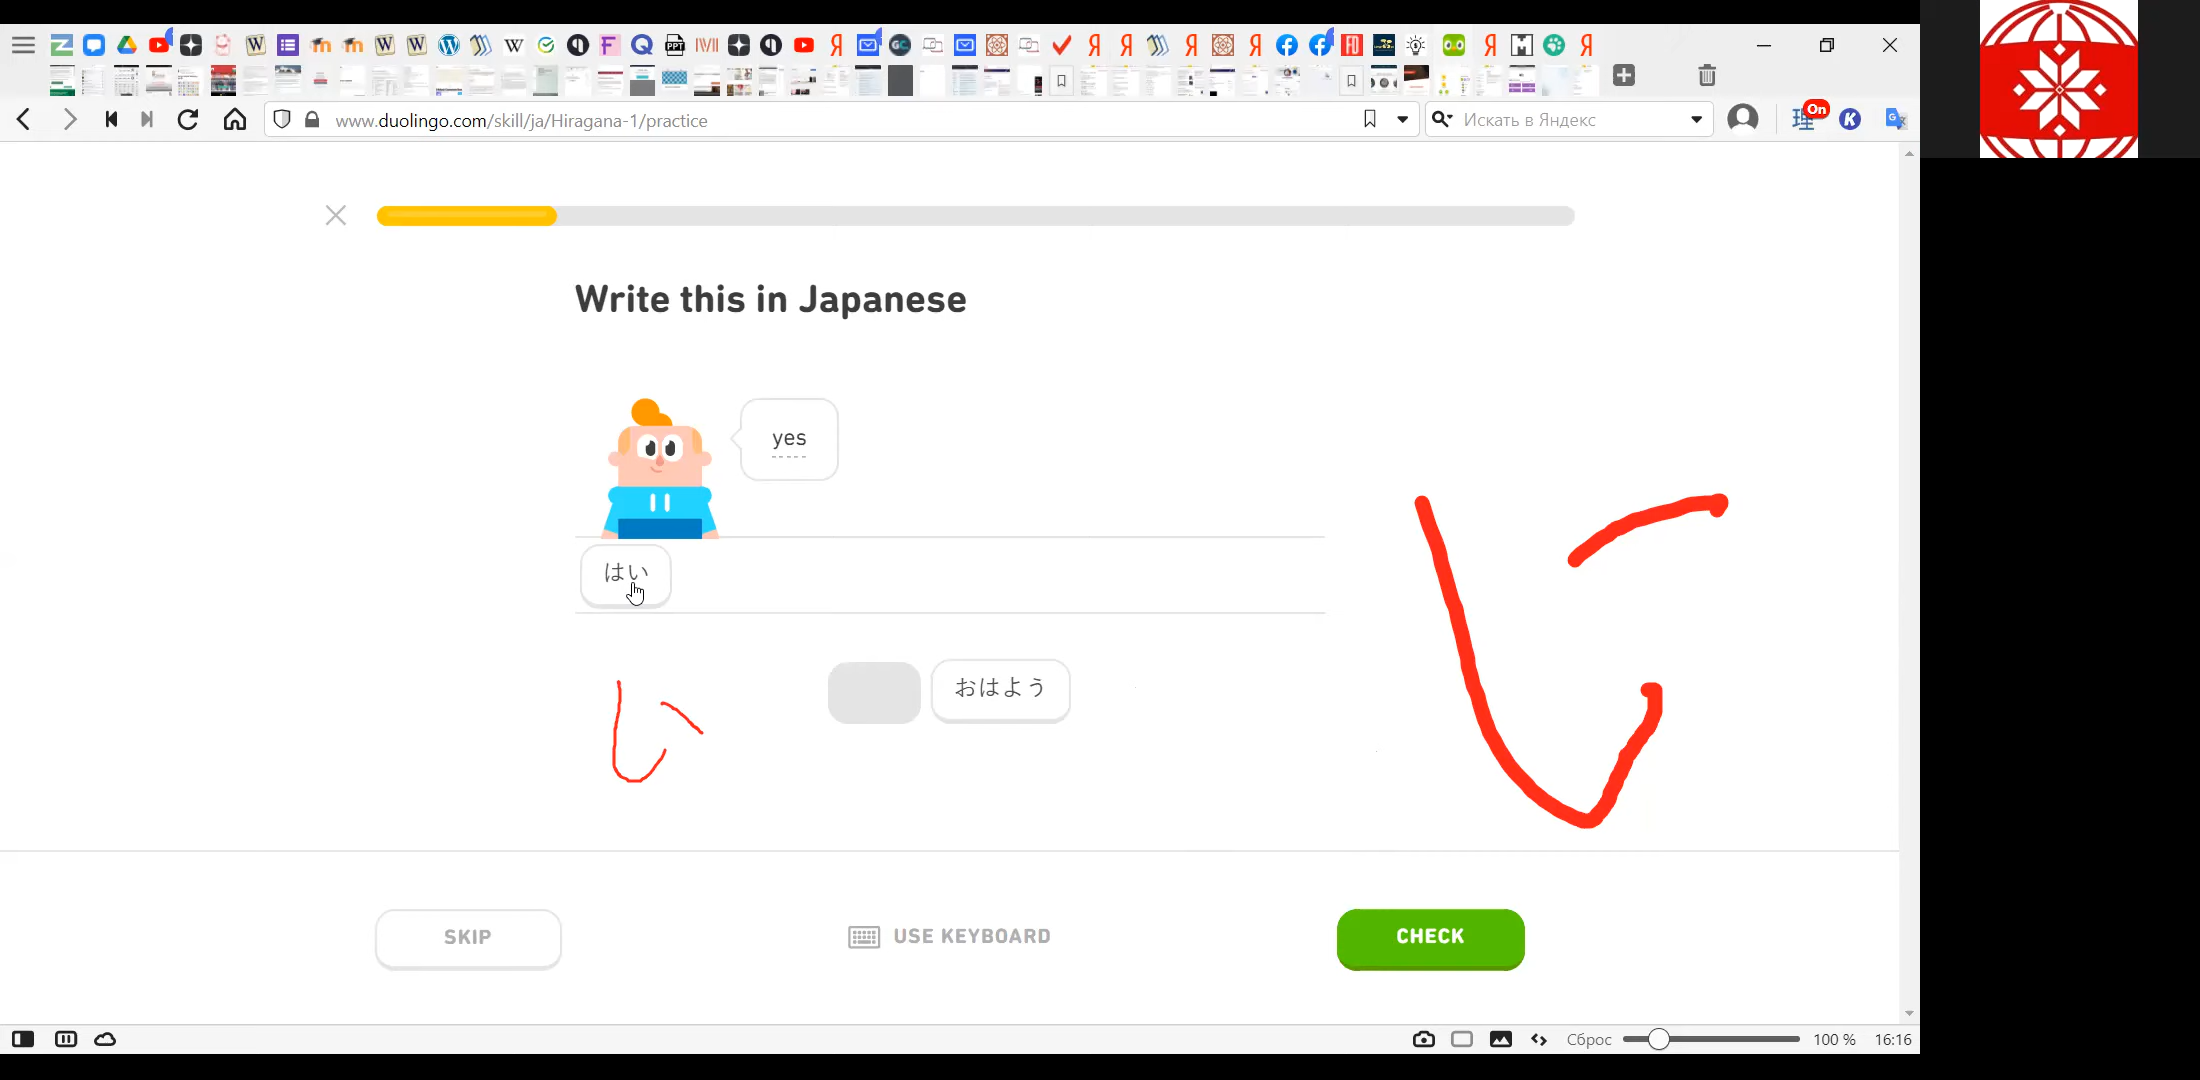 www.duolingo.com/skill/ja/Hiragana-1/practice
Искать в Яндекс
On
Write this in Japanese
yes
はい
おはよう
い
い
SKIP
USE KEYBOARD
CHECK
Сброс
100 %
16:16